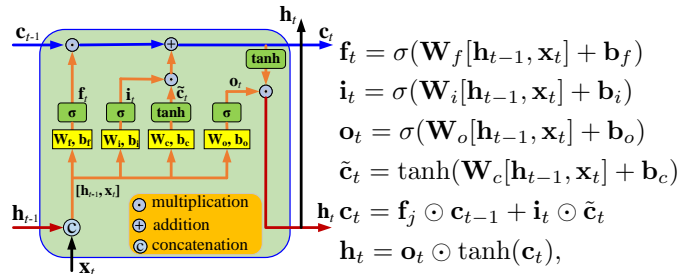 h_t
c_{t-1}
c_t
tanh
f_t
i_t
c̃_t
o_t
σ
σ
tanh
σ
W_f, b_f
W_i, b_i
W_c, b_c
W_o, b_o
[h_{t-1}, x_t]
h_{t-1}
h_t
C
x_t
⊙ multiplication
⊕ addition
© concatenation
f_t = σ(W_f[h_{t-1}, x_t] + b_f)
i_t = σ(W_i[h_{t-1}, x_t] + b_i)
o_t = σ(W_o[h_{t-1}, x_t] + b_o)
c̃_t = tanh(W_c[h_{t-1}, x_t] + b_c)
c_t = f_j ⊙ c_{t-1} + i_t ⊙ c̃_t
h_t = o_t ⊙ tanh(c_t),